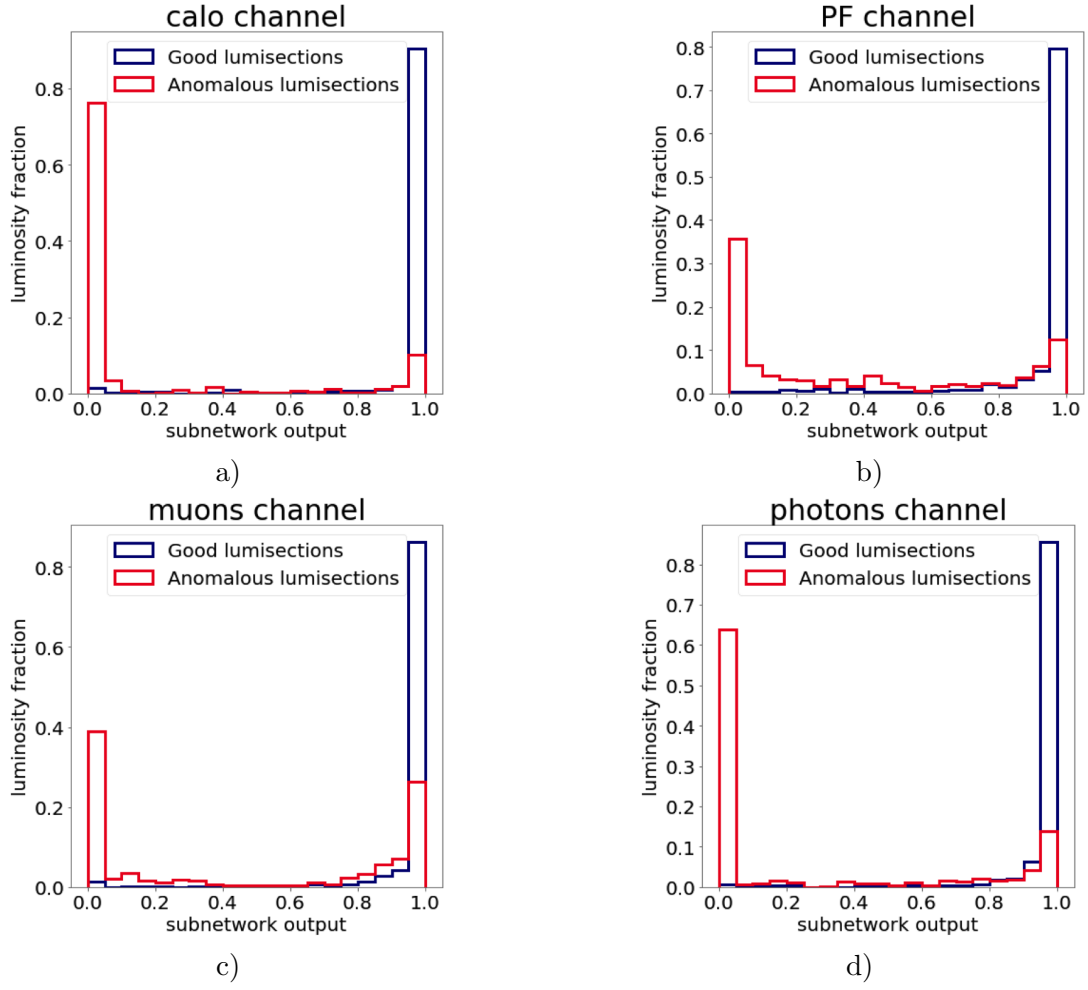 calo channel
Good lumisections
Anomalous lumisections
luminosity fraction
0.8
0.6
0.4
0.2
0.0
0.0 0.2 0.4 0.6 0.8 1.0
subnetwork output
a)
PF channel
Good lumisections
Anomalous lumisections
luminosity fraction
0.8
0.7
0.6
0.5
0.4
0.3
0.2
0.1
0.0
0.0 0.2 0.4 0.6 0.8 1.0
subnetwork output
b)
muons channel
Good lumisections
Anomalous lumisections
luminosity fraction
0.8
0.6
0.4
0.2
0.0
0.0 0.2 0.4 0.6 0.8 1.0
subnetwork output
c)
photons channel
Good lumisections
Anomalous lumisections
luminosity fraction
0.8
0.7
0.6
0.5
0.4
0.3
0.2
0.1
0.0
0.0 0.2 0.4 0.6 0.8 1.0
subnetwork output
d)